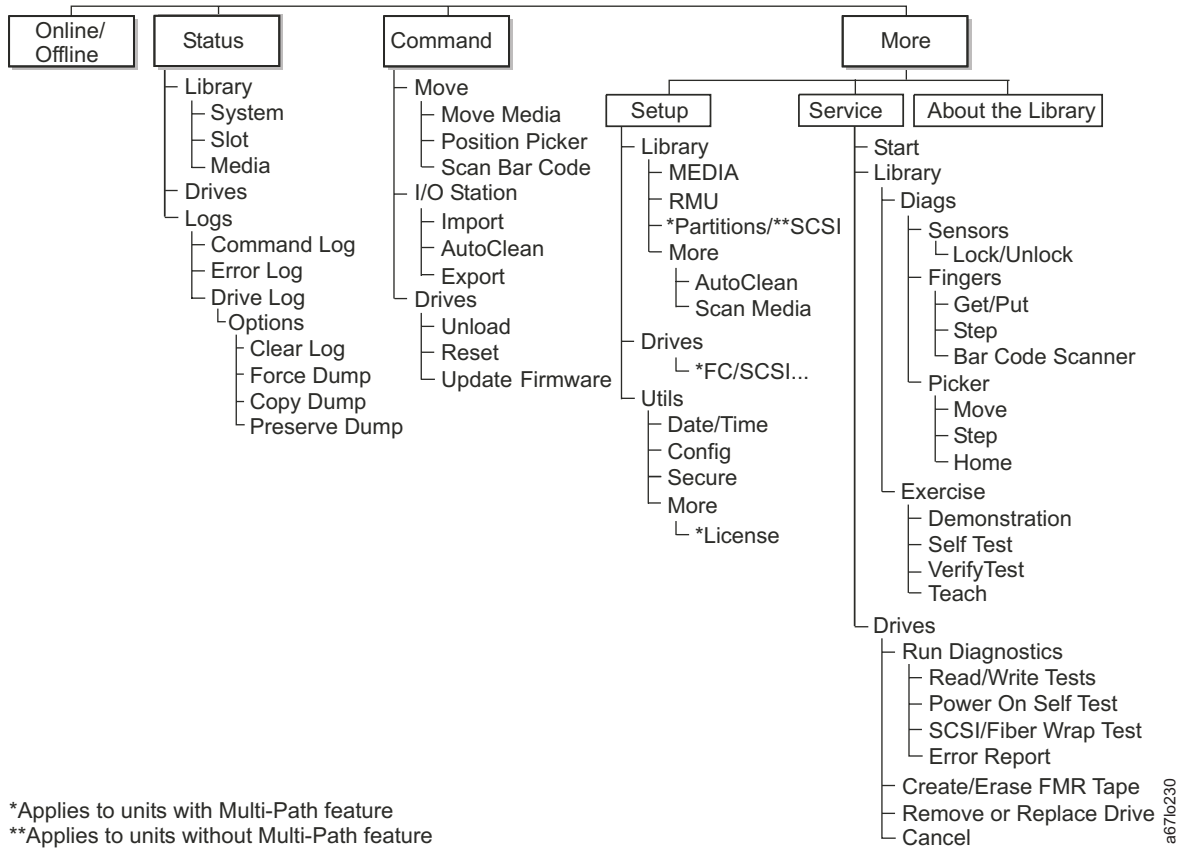 Online/
Offline
Status
Command
More
Library
System
Slot
Media
Drives
Logs
Command Log
Error Log
Drive Log
Options
Clear Log
Force Dump
Copy Dump
Preserve Dump
Move
Move Media
Position Picker
Scan Bar Code
I/O Station
Import
AutoClean
Export
Drives
Unload
Reset
Update Firmware
Setup
Service
About the Library
Library
MEDIA
RMU
*Partitions/**SCSI
More
AutoClean
Scan Media
Drives
*FC/SCSI...
Utils
Date/Time
Config
Secure
More
*License
Start
Library
Diags
Sensors
Lock/Unlock
Fingers
Get/Put
Step
Bar Code Scanner
Picker
Move
Step
Home
Exercise
Demonstration
Self Test
VerifyTest
Teach
Drives
Run Diagnostics
Read/Write Tests
Power On Self Test
SCSI/Fiber Wrap Test
Error Report
Create/Erase FMR Tape
Remove or Replace Drive
Cancel
*Applies to units with Multi-Path feature
**Applies to units without Multi-Path feature
a67lo230